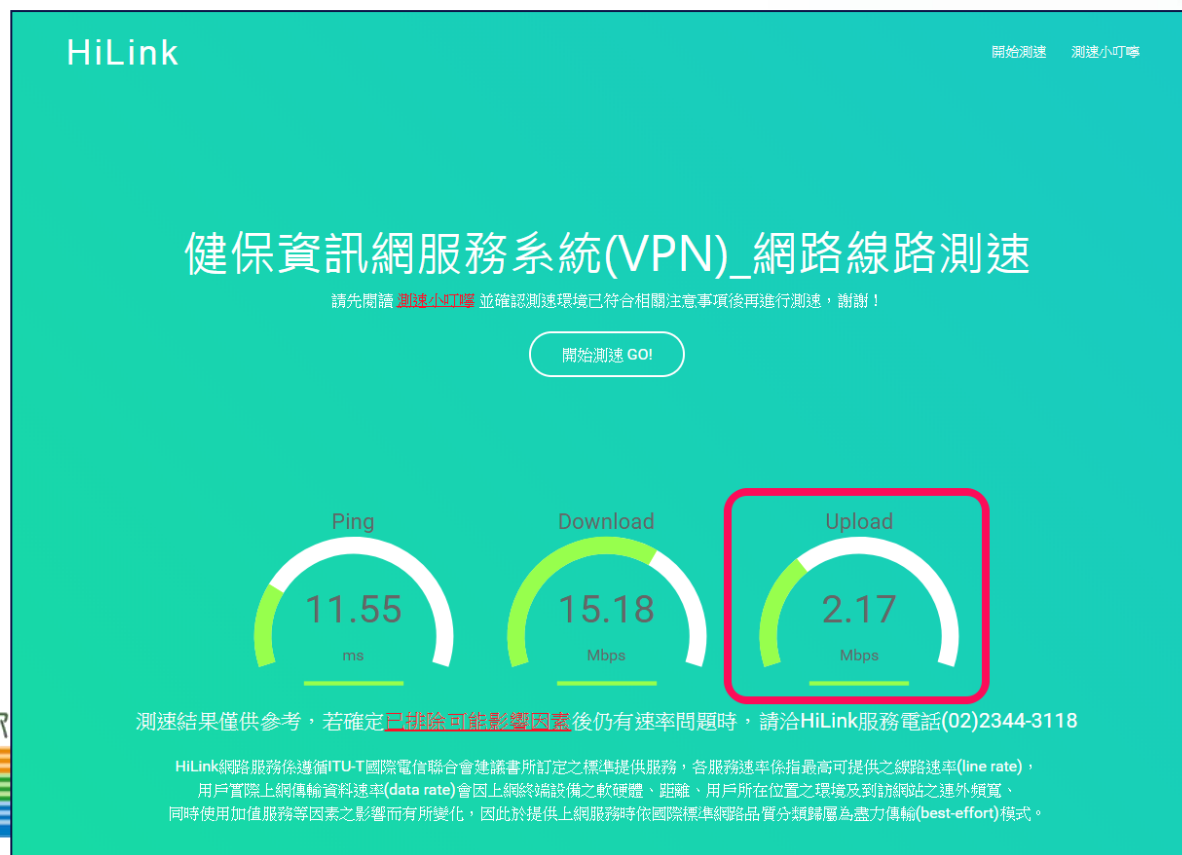 HiLink
開始測速 測速小叮嚀
健保資訊網服務系統(VPN)_網路線路測速
請先閱讀 測速小叮嚀 並確認測速環境已符合相關注意事項後再進行測速,謝謝!
開始測速 GO!
Ping Download Upload
11.55 15.18 2.17
ms Mbps Mbps
測速結果僅供參考,若確定已排除可能影響因素後仍有速率問題時,請洽HiLink服務電話(02)2344-3118
HiLink網路服務係遵循ITU-T國際電信聯合會建議書所訂定之標準提供服務,各服務速率係指最高可提供之線路速率(line rate),
用戶實際上網傳輸資料速率(data rate)會因上網終端設備之軟硬體、距離、用戶所在位置之環境及到訪網站之連外頻寬、
同時使用加值服務等因素之影響而有所變化,因此於提供上網服務時依國際標準網路品質分類歸屬為盡力傳輸(best-effort)模式。